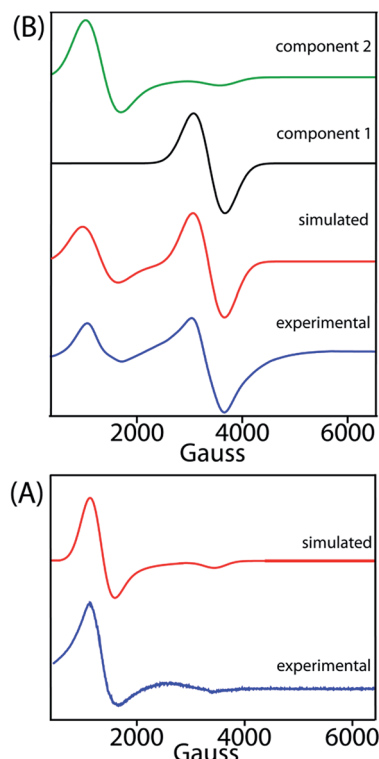 (B)
component 2
component 1
simulated
experimental
2000 4000 6000
Gauss
(A)
simulated
experimental
2000 4000 6000
Gauss